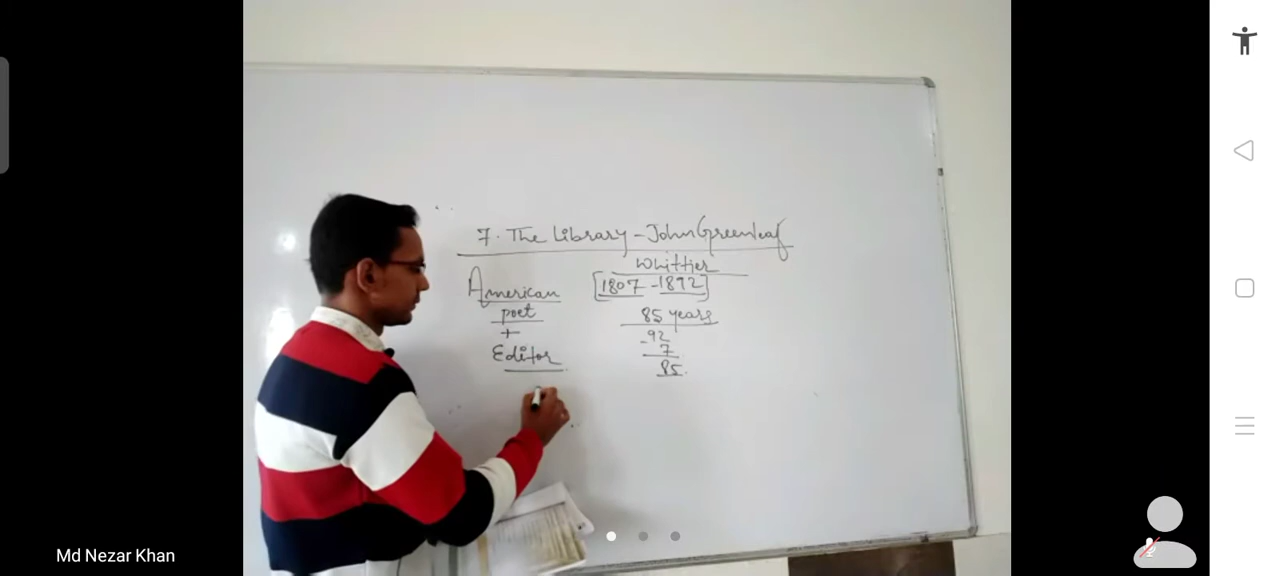 7. The Library - John Greenleaf
Whittier
American [1807 - 1892]
poet 85 years
+ -92
Editor 7
85
Md Nezar Khan